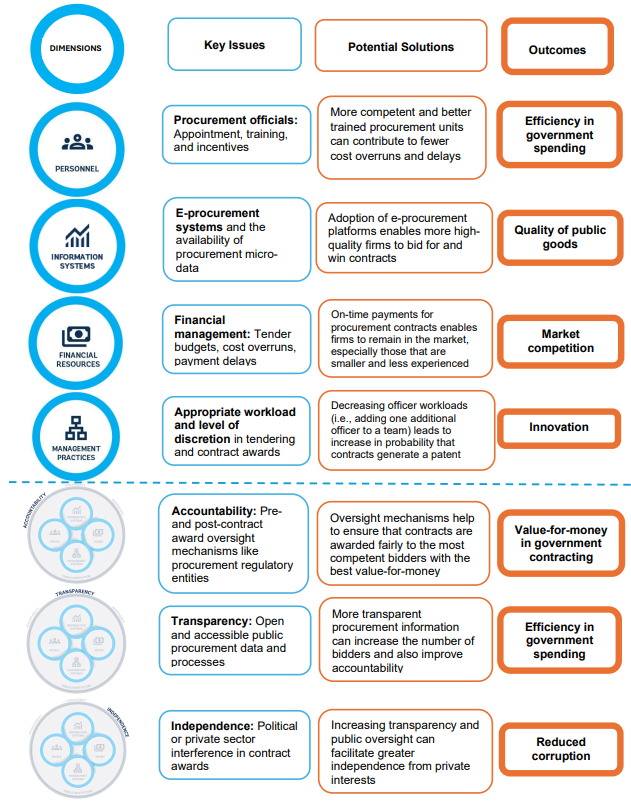 DIMENSIONS
Key Issues
Potential Solutions
Outcomes
PERSONNEL
Procurement officials:
Appointment, training,
and incentives
More competent and better
trained procurement units
can contribute to fewer
cost overruns and delays
Efficiency in
government
spending
INFORMATION
SYSTEMS
E-procurement
systems and the
availability of
procurement micro-
data
Adoption of e-procurement
platforms enables more high-
quality firms to bid for and
win contracts
Quality of public
goods
FINANCIAL
RESOURCES
Financial
management: Tender
budgets, cost overruns,
payment delays
On-time payments for
procurement contracts enables
firms to remain in the market,
especially those that are
smaller and less experienced
Market
competition
MANAGEMENT
PRACTICES
Appropriate workload
and level of
discretion in tendering
and contract awards
Decreasing officer workloads
(i.e., adding one additional
officer to a team) leads to
increase in probability that
contracts generate a patent
Innovation
ACCOUNTABILITY
Accountability: Pre-
and post-contract
award oversight
mechanisms like
procurement regulatory
entities
Oversight mechanisms help
to ensure that contracts are
awarded fairly to the most
competent bidders with the
best value-for-money
Value-for-money
in government
contracting
TRANSPARENCY
Transparency: Open
and accessible public
procurement data and
processes
More transparent
procurement information
can increase the number of
bidders and also improve
accountability
Efficiency in
government
spending
INDEPENDENCE
Independence: Political
or private sector
interference in contract
awards
Increasing transparency and
public oversight can
facilitate greater
independence from private
interests
Reduced
corruption